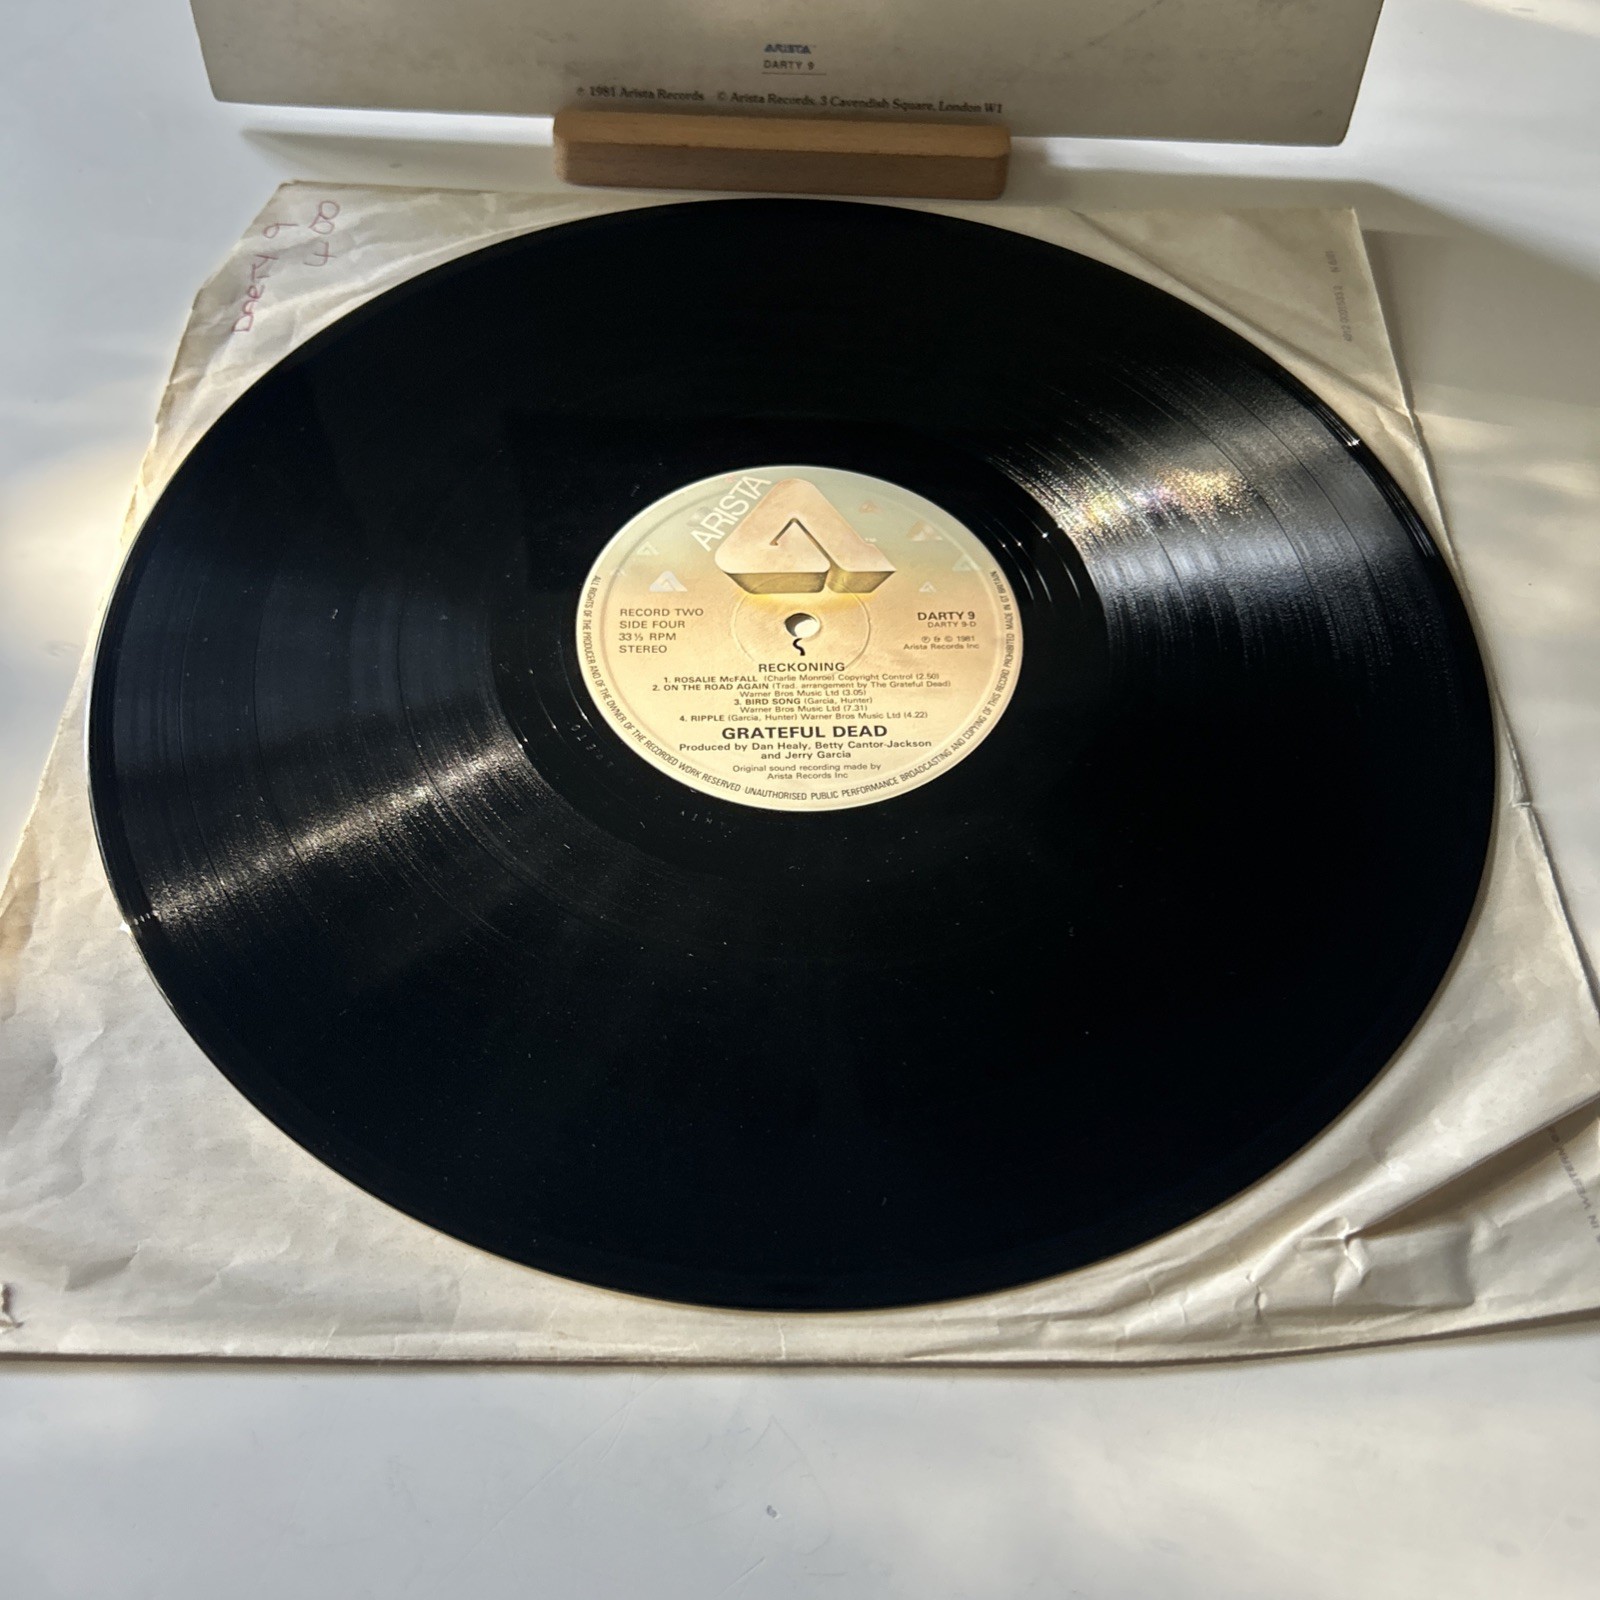 ARISTA
DARTY 9
℗ 1981 Arista Records © Arista Records, 3 Cavendish Square, London W1
DARTY 9
4 00
ARISTA
RECORD TWO
SIDE FOUR
33⅓ RPM
STEREO
DARTY 9
DARTY 9-D
℗ & © 1981
Arista Records Inc
RECKONING
1. ROSALIE McFALL (Charlie Monroe) Copyright Control (2.50)
2. ON THE ROAD AGAIN (Trad. arrangement by The Grateful Dead)
Warner Bros Music Ltd (3.05)
3. BIRD SONG (Garcia, Hunter)
Warner Bros Music Ltd (7.31)
4. RIPPLE (Garcia, Hunter) Warner Bros Music Ltd (4.22)
GRATEFUL DEAD
Produced by Dan Healy, Betty Cantor-Jackson
and Jerry Garcia
Original sound recording made by
Arista Records Inc
ALL RIGHTS OF THE PRODUCER AND OF THE OWNER OF THE RECORDED WORK RESERVED · UNAUTHORISED PUBLIC PERFORMANCE BROADCASTING AND COPYING OF THIS RECORD PROHIBITED MADE IN GT BRITAIN
IN WESTERN